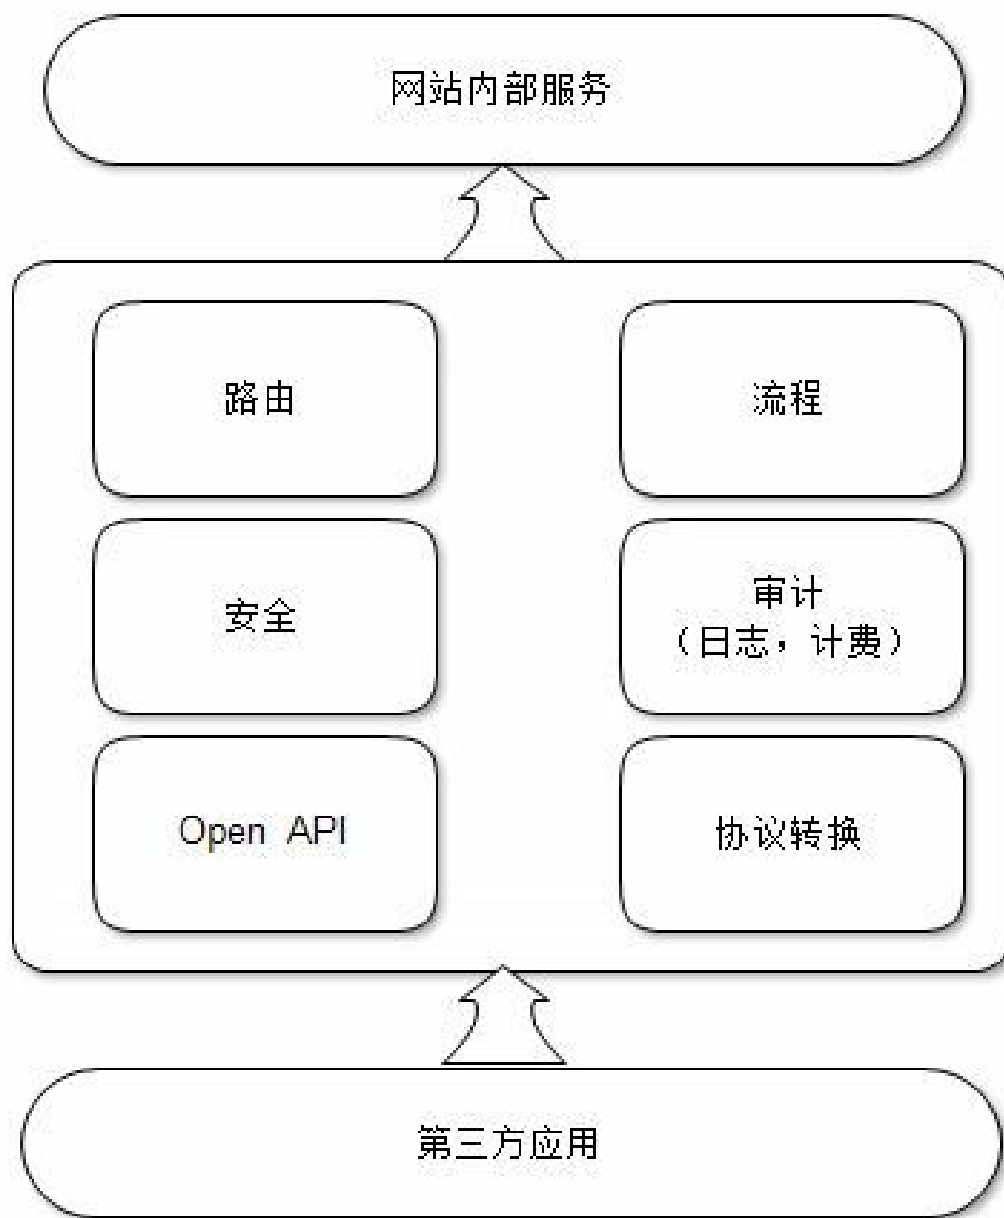 网站内部服务
路由
流程
安全
审计
（日志，计费）
Open API
协议转换
第三方应用